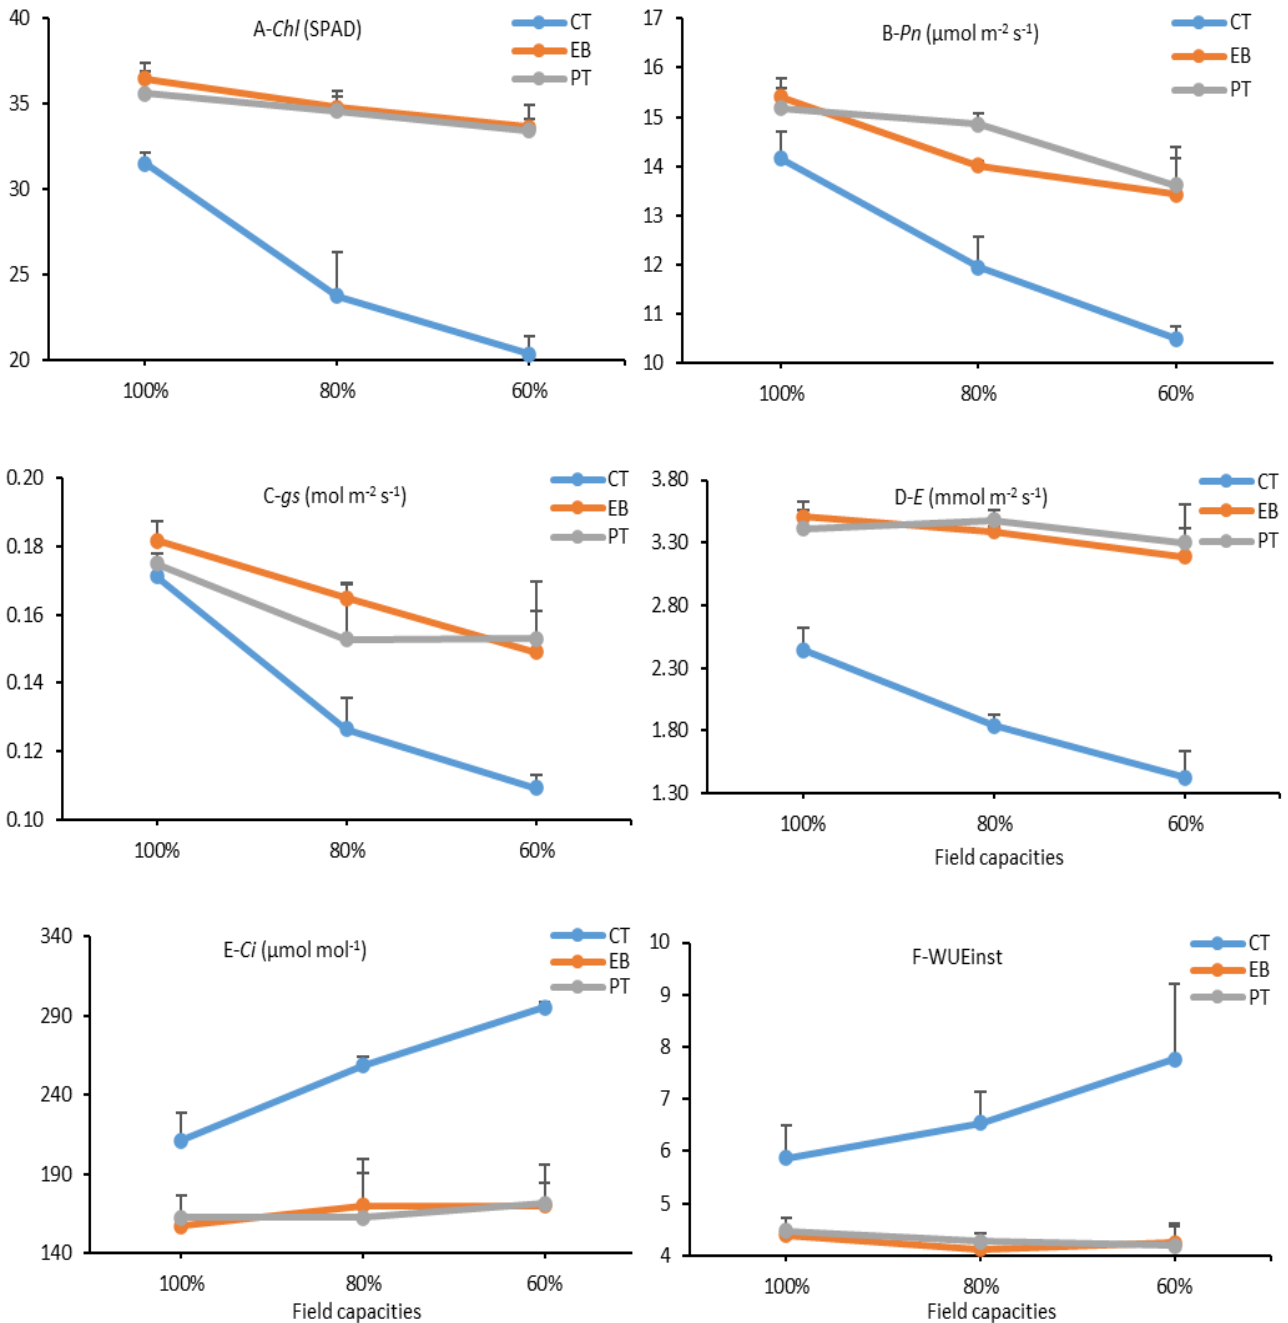 A-Chl (SPAD)
CT
EB
PT
40
35
30
25
20
100%
80%
60%
B-Pn (µmol m-2 s-1)
CT
EB
PT
17
16
15
14
13
12
11
10
100%
80%
60%
C-gs (mol m-2 s-1)
CT
EB
PT
0.20
0.18
0.16
0.14
0.12
0.10
100%
80%
60%
D-E (mmol m-2 s-1)
CT
EB
PT
3.80
3.30
2.80
2.30
1.80
1.30
100%
80%
60%
Field capacities
E-Ci (µmol mol-1)
CT
EB
PT
340
290
240
190
140
100%
80%
60%
Field capacities
F-WUEinst
CT
EB
PT
10
9
8
7
6
5
4
100%
80%
60%
Field capacities